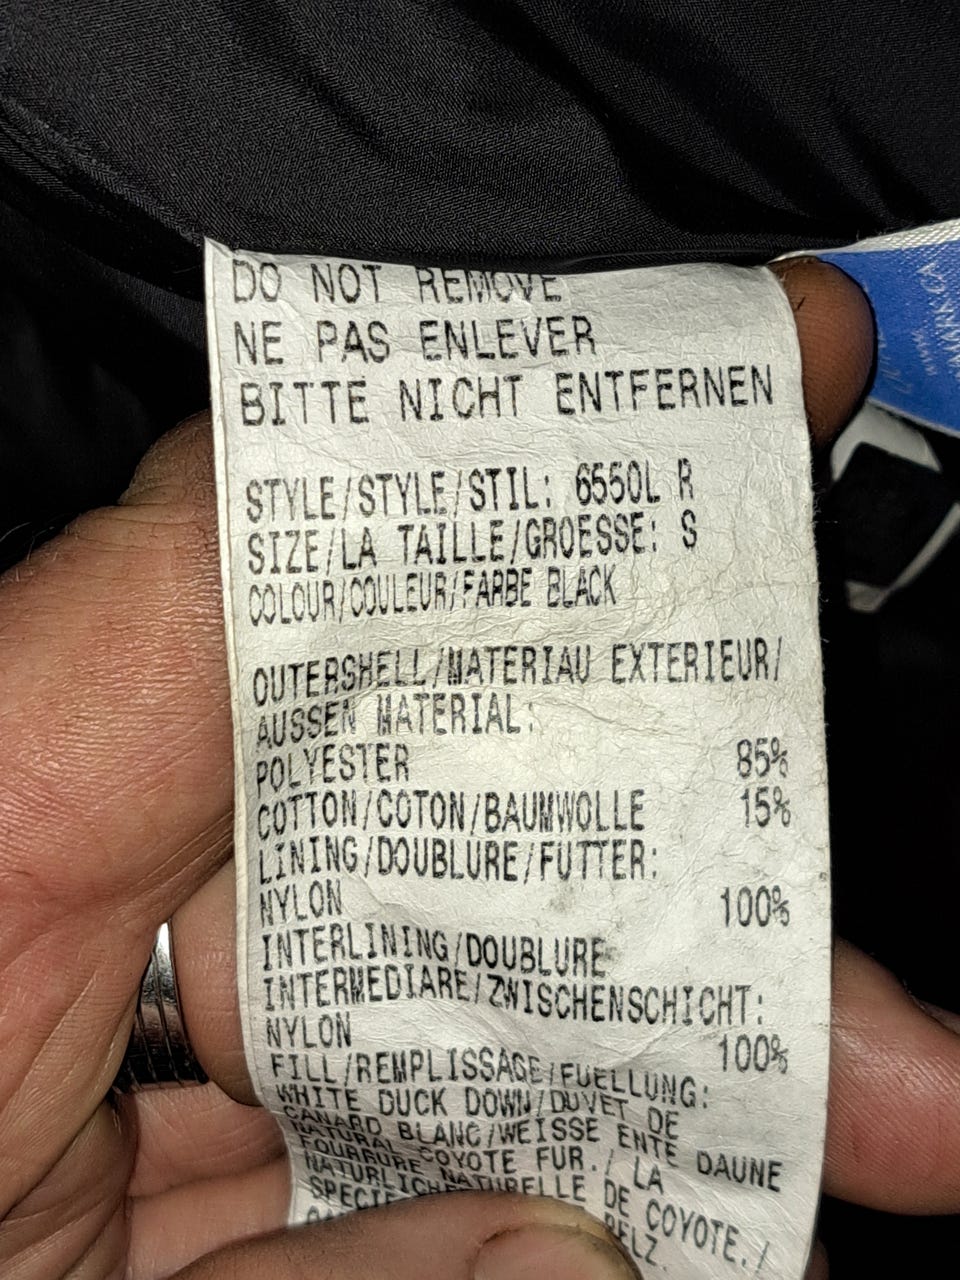 DO NOT REMOVE
NE PAS ENLEVER
BITTE NICHT ENTFERNEN
STYLE/STYLE/STIL: 6550L R
SIZE/LA TAILLE/GROESSE: S
COLOUR/COULEUR/FARBE BLACK
OUTERSHELL/MATERIAU EXTERIEUR/
AUSSEN MATERIAL:
POLYESTER 85%
COTTON/COTON/BAUMWOLLE 15%
LINING/DOUBLURE/FUTTER:
NYLON 100%
INTERLINING/DOUBLURE
INTERMEDIARE/ZWISCHENSCHICHT:
NYLON 100%
FILL/REMPLISSAGE/FUELLUNG:
WHITE DUCK DOWN/DUVET DE
CANARD BLANC/WEISSE ENTE DAUNE
NATURAL COYOTE FUR./ LA
FOURRURE NATURELLE DE COYOTE./